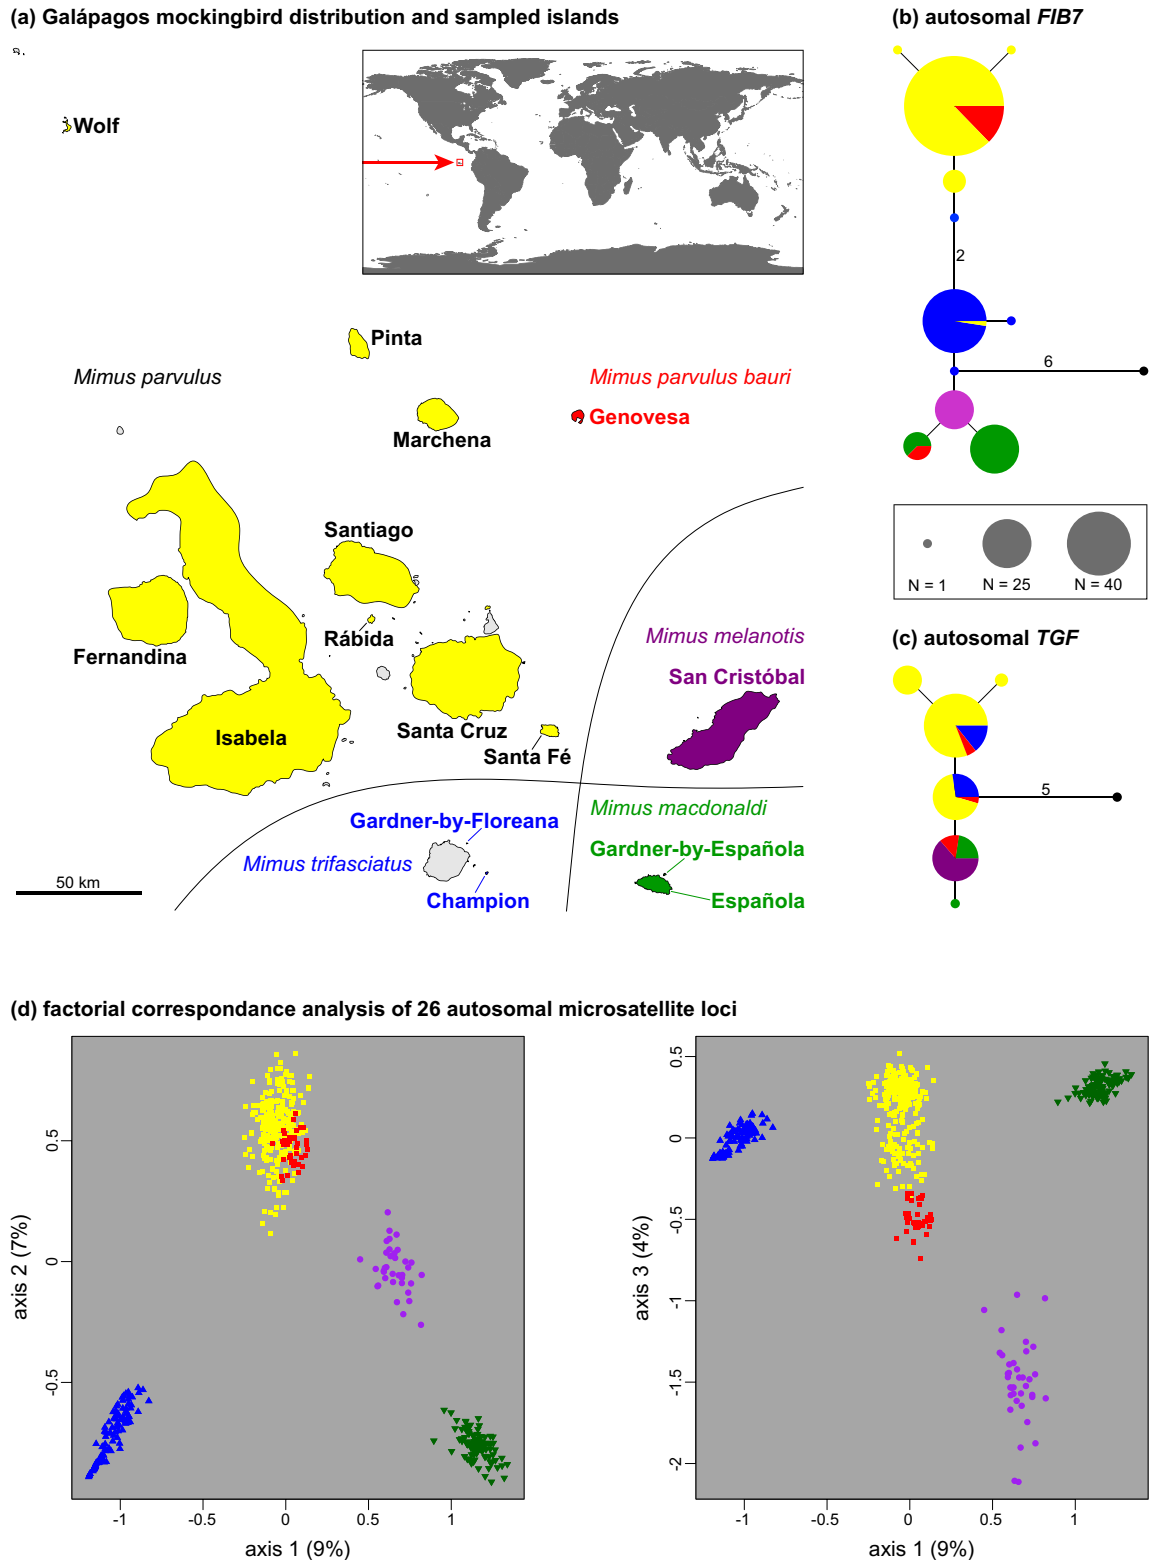 (a) Galápagos mockingbird distribution and sampled islands
Wolf
Pinta
Mimus parvulus
Mimus parvulus bauri
Genovesa
Marchena
Santiago
Rábida
Fernandina
Mimus melanotis
San Cristóbal
Isabela
Santa Cruz
Santa Fé
Mimus macdonaldi
Gardner-by-Floreana
Gardner-by-Española
Mimus trifasciatus
50 km
Champion
Española
(b) autosomal FIB7
2
6
N = 1
N = 25
N = 40
(c) autosomal TGF
5
(d) factorial correspondance analysis of 26 autosomal microsatellite loci
axis 2 (7%)
0.5
0
-0.5
-1
-0.5
0
0.5
1
axis 1 (9%)
axis 3 (4%)
0.5
0
-0.5
-1
-1.5
-2
-1
-0.5
0
0.5
1
axis 1 (9%)